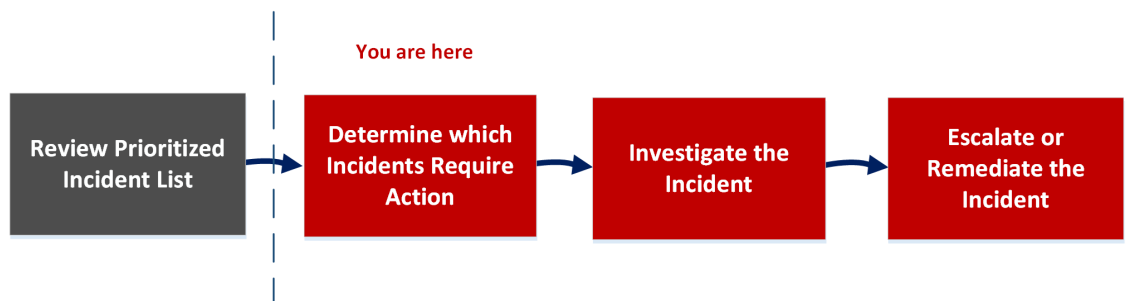 You are here
Review Prioritized
Incident List
Determine which
Incidents Require
Action
Investigate the
Incident
Escalate or
Remediate the
Incident